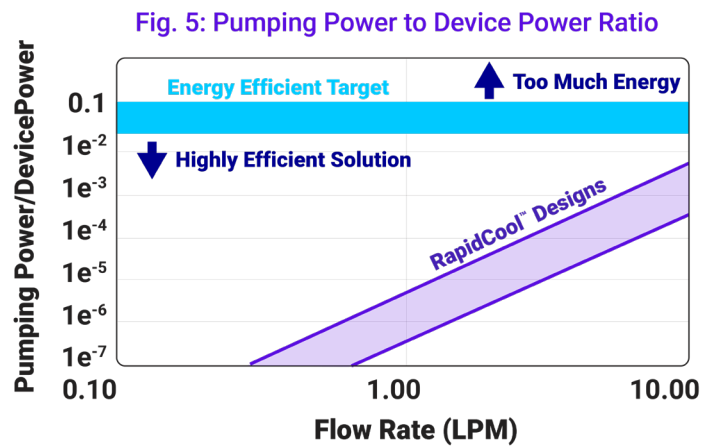 Fig. 5: Pumping Power to Device Power Ratio
Pumping Power/DevicePower
Energy Efficient Target
Too Much Energy
Highly Efficient Solution
RapidCool™ Designs
0.1
1e-2
1e-3
1e-4
1e-5
1e-6
1e-7
0.10
1.00
10.00
Flow Rate (LPM)